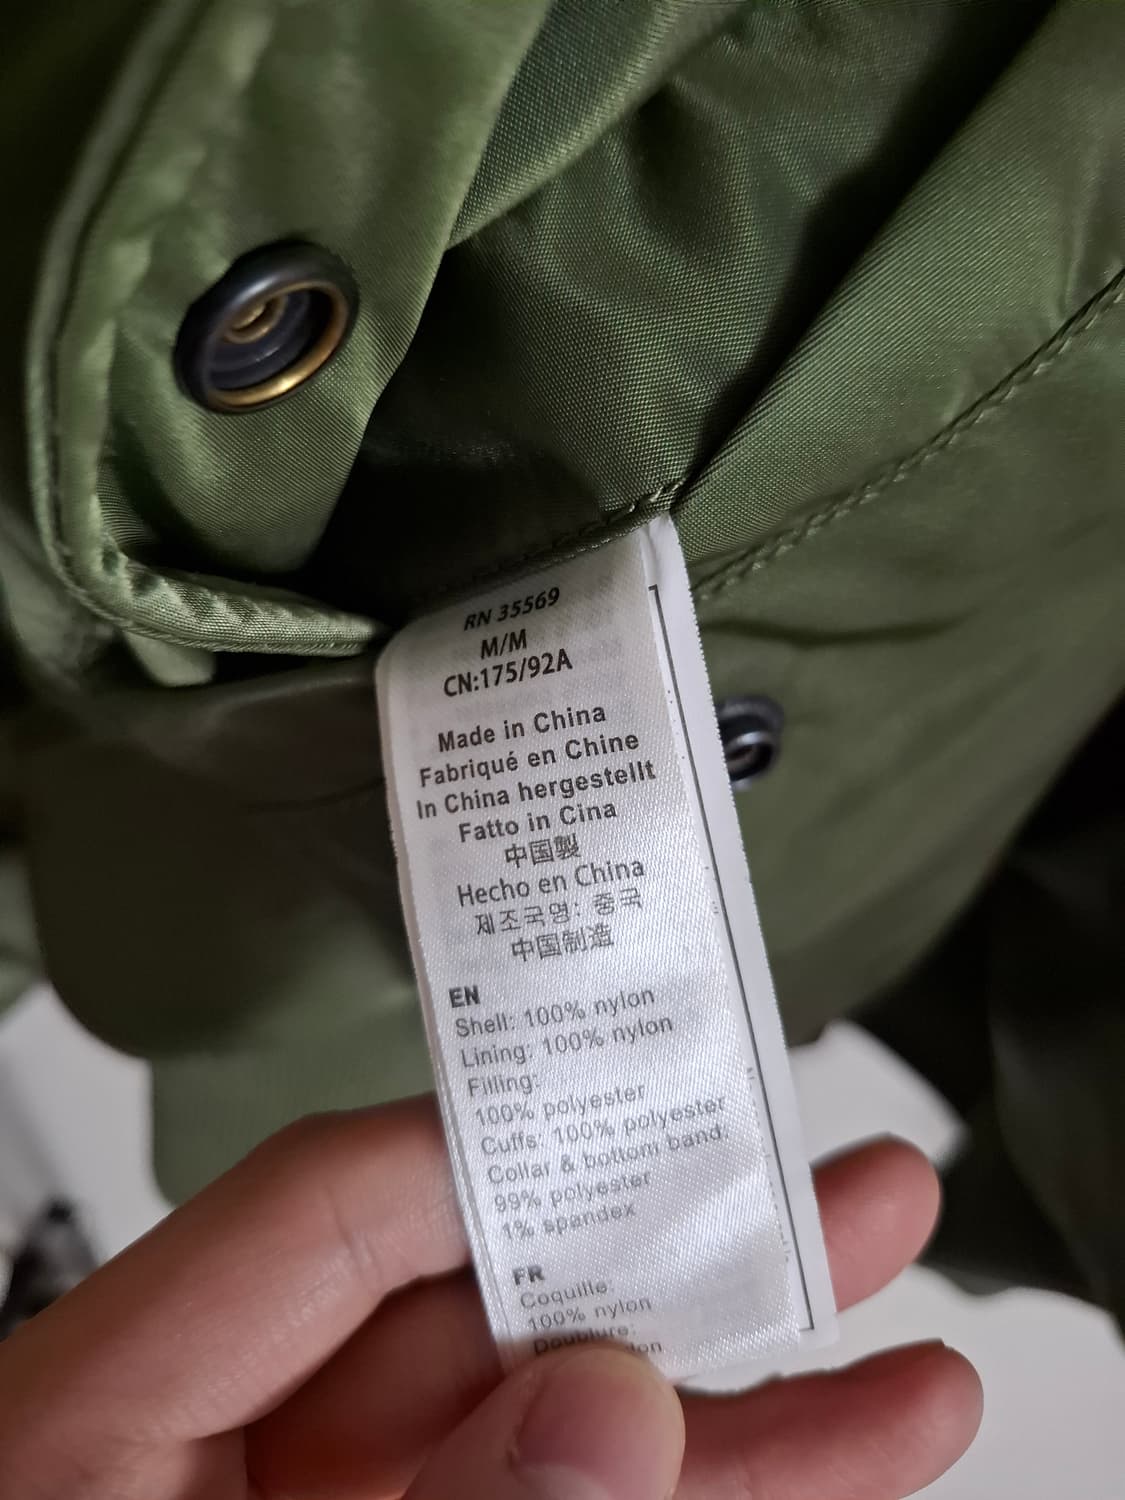 RN 35569
M/M
CN:175/92A
Made in China
Fabriqué en Chine
In China hergestellt
Fatto in Cina
中国製
Hecho en China
제조국명: 중국
中国制造
EN
Shell: 100% nylon
Lining: 100% nylon
Filling:
100% polyester
Cuffs: 100% polyester
Collar & bottom band:
99% polyester
1% spandex
FR
Coquille:
100% nylon
Doublure: